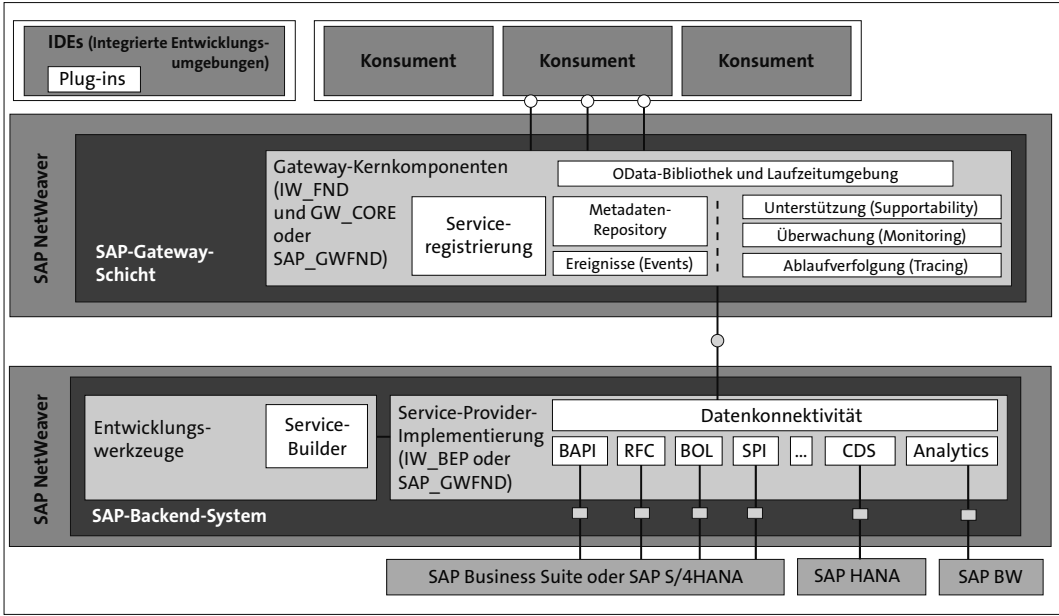 IDEs (Integrierte Entwicklungs-
umgebungen)
Plug-ins
Konsument
Konsument
Konsument
SAP NetWeaver
SAP-Gateway-
Schicht
Gateway-Kernkomponenten
(IW_FND
und GW_CORE
oder
SAP_GWFND)
Service-
registrierung
OData-Bibliothek und Laufzeitumgebung
Metadaten-
Repository
Ereignisse (Events)
Unterstützung (Supportability)
Überwachung (Monitoring)
Ablaufverfolgung (Tracing)
SAP NetWeaver
Entwicklungs-
werkzeuge
Service-
Builder
Service-Provider-
Implementierung
(IW_BEP oder
SAP_GWFND)
Datenkonnektivität
BAPI
RFC
BOL
SPI
...
CDS
Analytics
SAP-Backend-System
SAP Business Suite oder SAP S/4HANA
SAP HANA
SAP BW